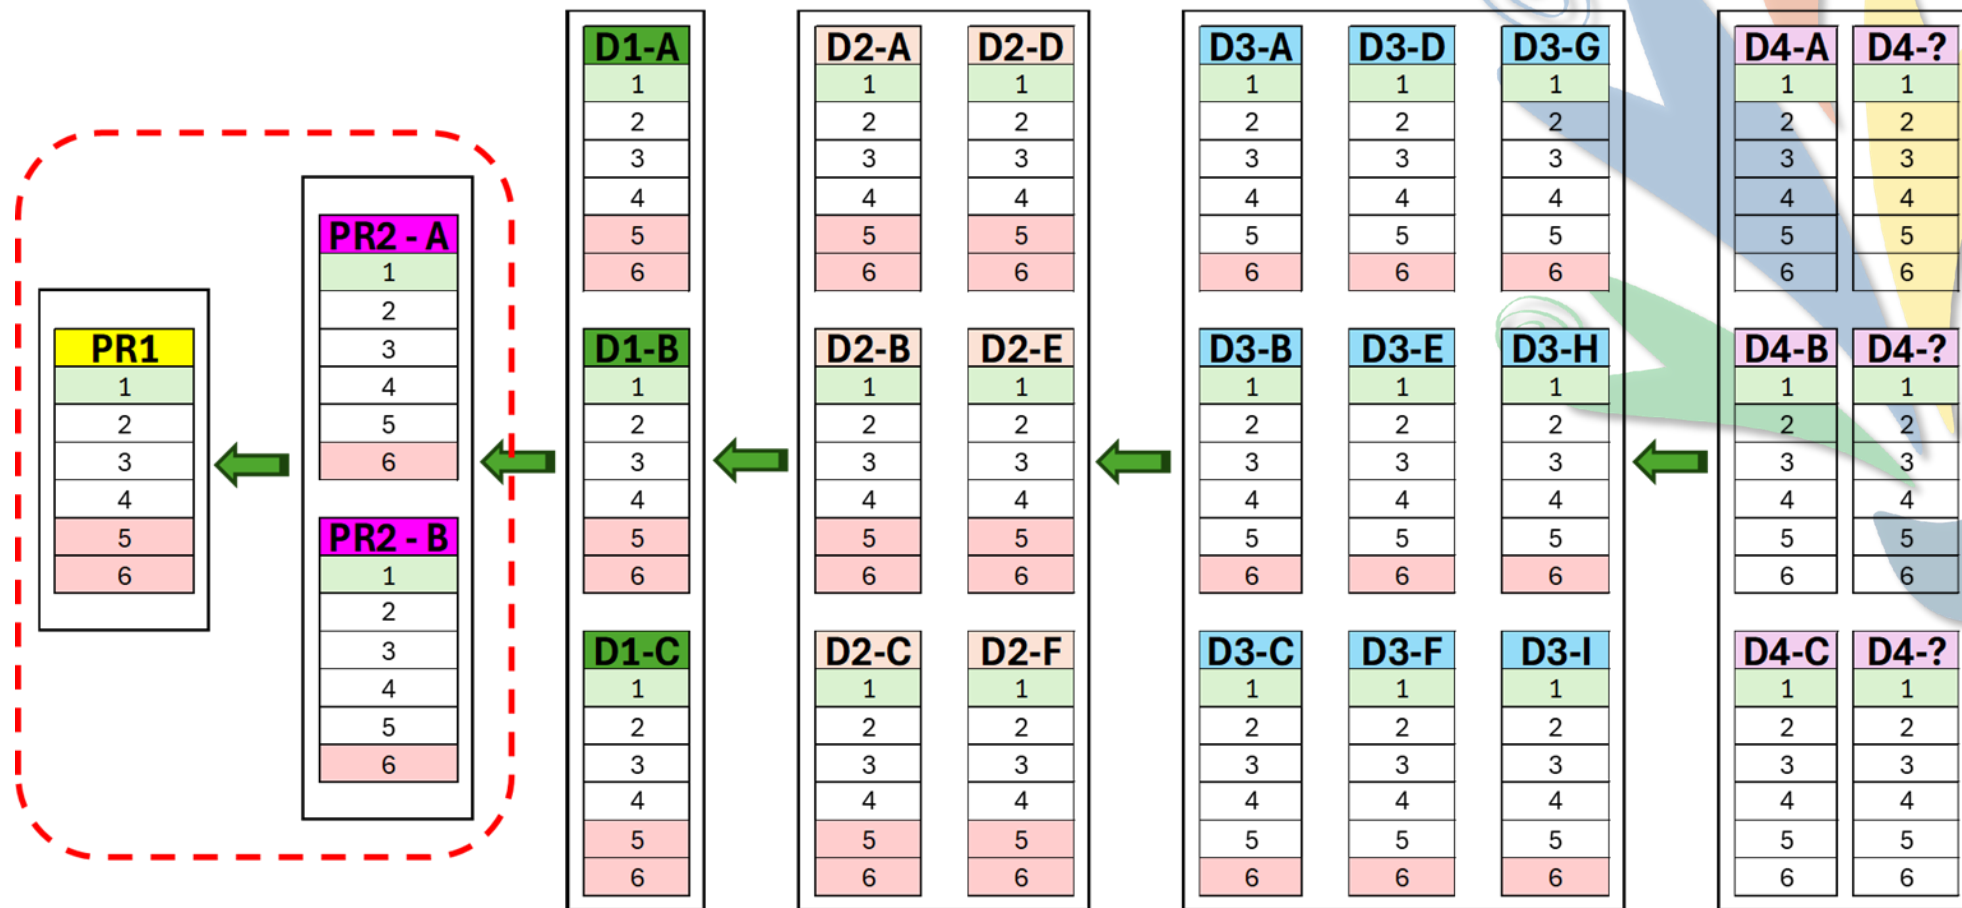 PR1
1
2
3
4
5
6
PR2 - A
1
2
3
4
5
6
PR2 - B
1
2
3
4
5
6
D1-A
1
2
3
4
5
6
D1-B
1
2
3
4
5
6
D1-C
1
2
3
4
5
6
D2-A D2-D
1 1
2 2
3 3
4 4
5 5
6 6
D2-B D2-E
1 1
2 2
3 3
4 4
5 5
6 6
D2-C D2-F
1 1
2 2
3 3
4 4
5 5
6 6
D3-A D3-D D3-G
1 1 1
2 2 2
3 3 3
4 4 4
5 5 5
6 6 6
D3-B D3-E D3-H
1 1 1
2 2 2
3 3 3
4 4 4
5 5 5
6 6 6
D3-C D3-F D3-I
1 1 1
2 2 2
3 3 3
4 4 4
5 5 5
6 6 6
D4-A D4-?
1 1
2 2
3 3
4 4
5 5
6 6
D4-B D4-?
1 1
2 2
3 3
4 4
5 5
6 6
D4-C D4-?
1 1
2 2
3 3
4 4
5 5
6 6